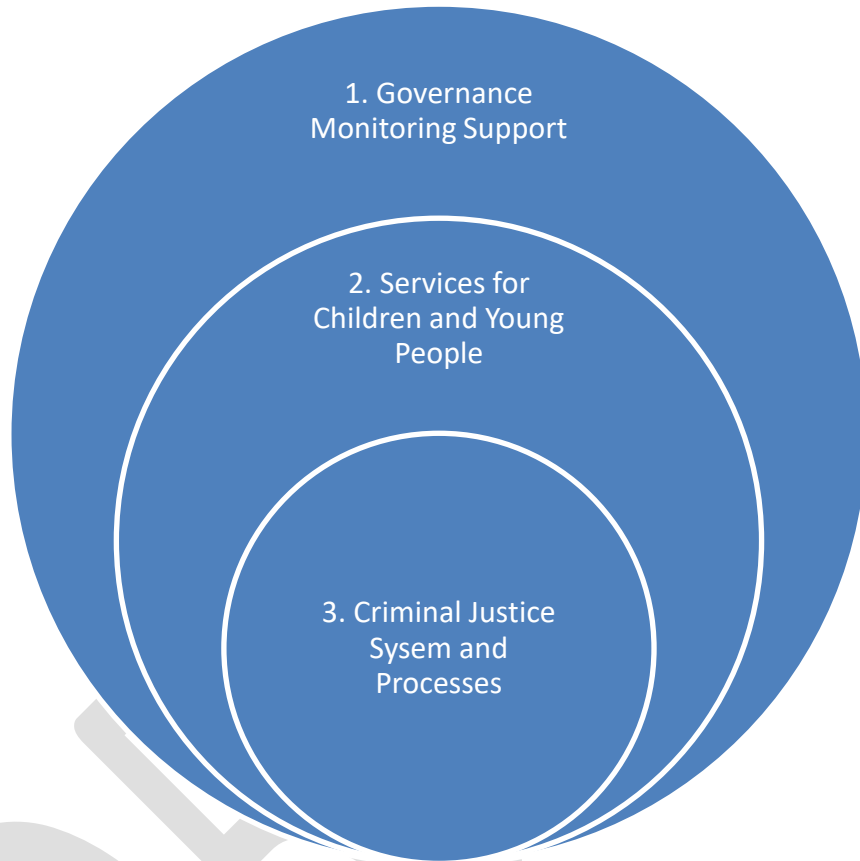 1. Governance
Monitoring Support
2. Services for
Children and Young
People
3. Criminal Justice
Sysem and
Processes